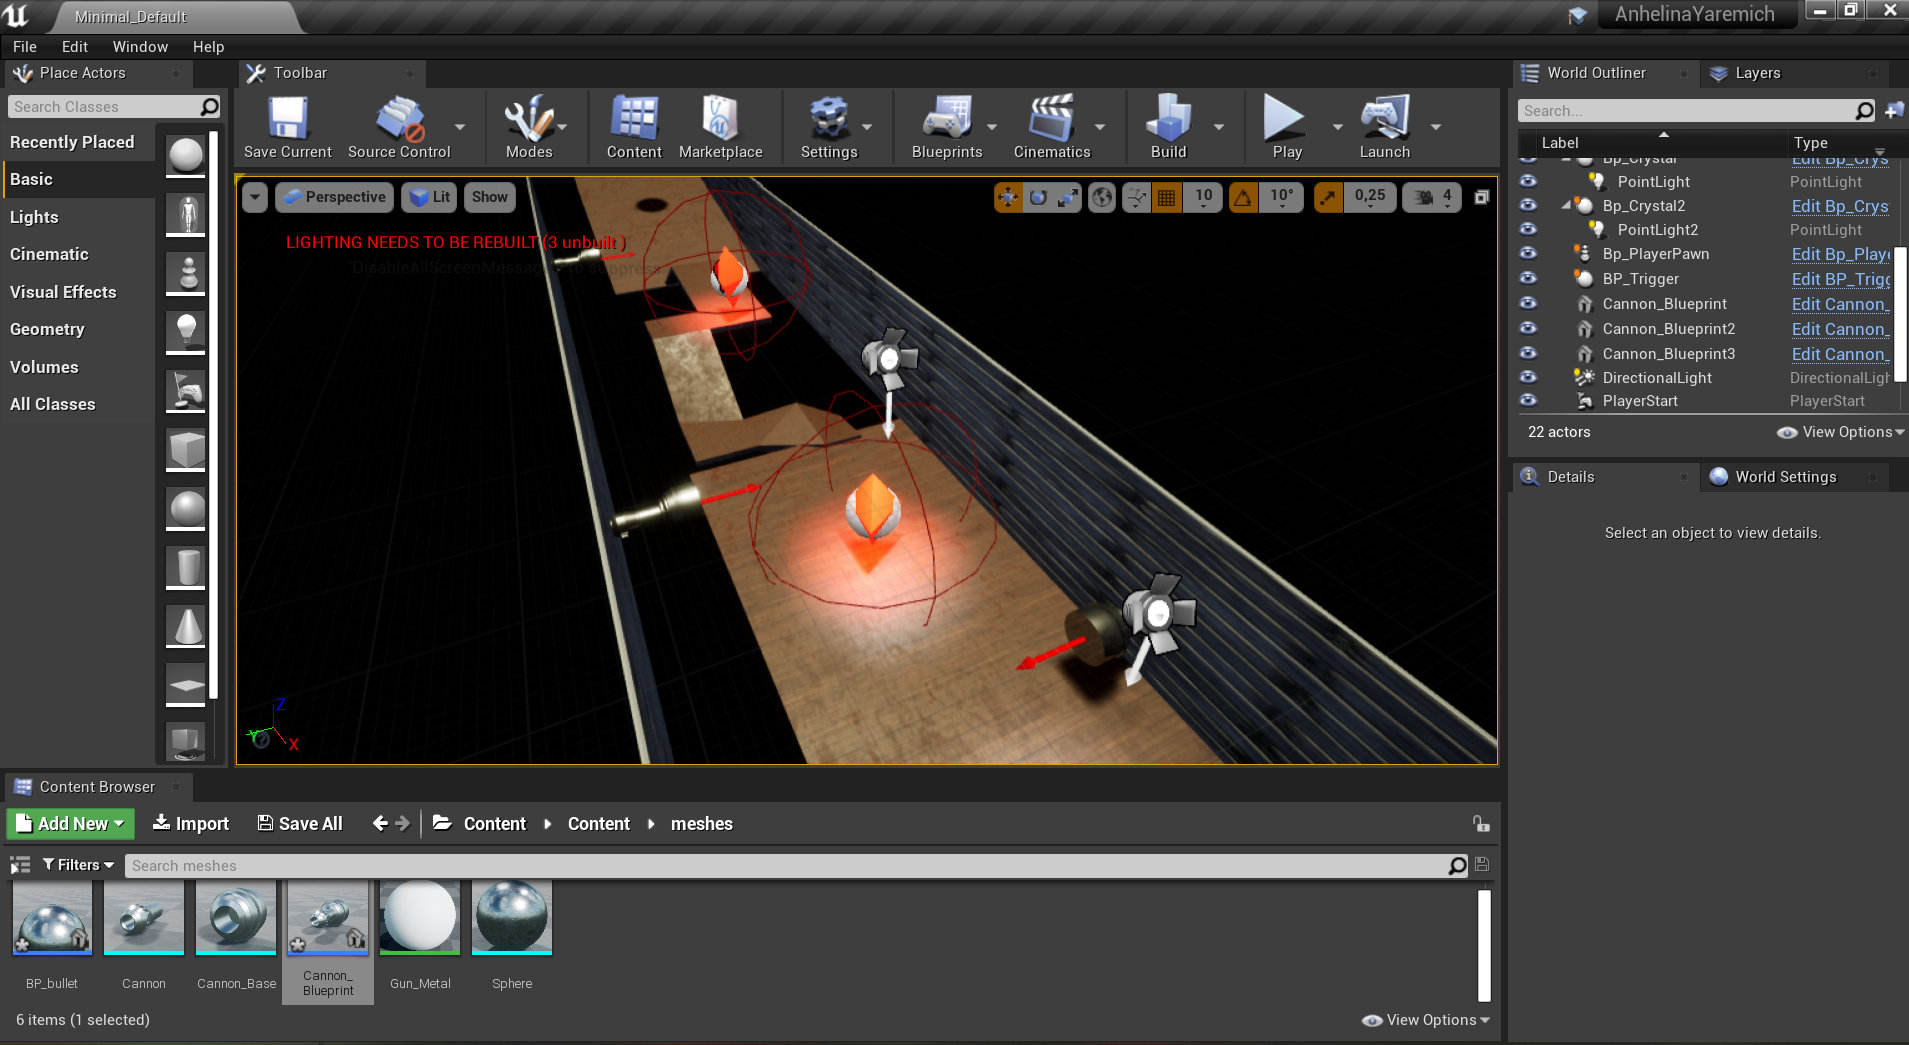 Minimal_Default
AnhelinaYaremich
File Edit Window Help
Place Actors
Toolbar
World Outliner
Layers
Search Classes
Recently Placed
Basic
Lights
Cinematic
Visual Effects
Geometry
Volumes
All Classes
Save Current
Source Control
Modes
Content
Marketplace
Settings
Blueprints
Cinematics
Build
Play
Launch
Perspective
Lit
Show
10
10°
0,25
4
LIGHTING NEEDS TO BE REBUILT (3 unbuilt )
Z
X
Search...
Label Type
Bp_Crystal Edit Bp_Crys
PointLight PointLight
Bp_Crystal2 Edit Bp_Crys
PointLight2 PointLight
Bp_PlayerPawn Edit Bp_Playe
BP_Trigger Edit BP_Trigg
Cannon_Blueprint Edit Cannon_
Cannon_Blueprint2 Edit Cannon_
Cannon_Blueprint3 Edit Cannon_
DirectionalLight DirectionalLigh
PlayerStart PlayerStart
22 actors
View Options
Details
World Settings
Select an object to view details.
Content Browser
Add New
Import
Save All
Content
Content
meshes
Filters
Search meshes
BP_bullet
Cannon
Cannon_Base
Cannon_
Blueprint
Gun_Metal
Sphere
6 items (1 selected)
View Options